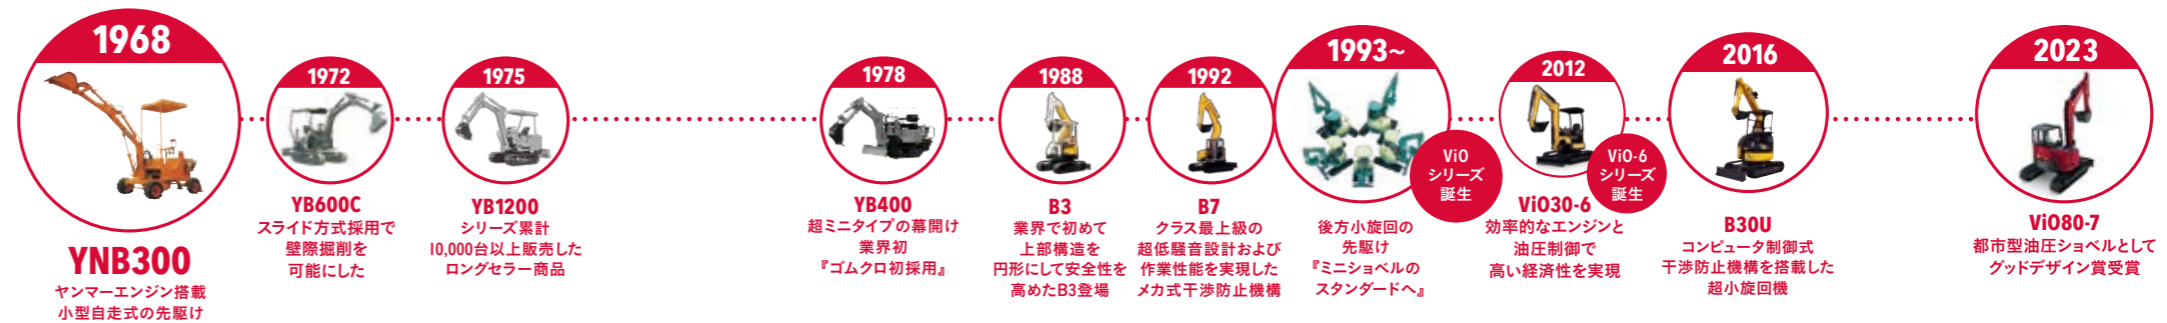 1968
YNB300
ヤンマーエンジン搭載
小型自走式の先駆け
1972
YB600C
スライド方式採用で
壁際掘削を
可能にした
1975
YB1200
シリーズ累計
10,000台以上販売した
ロングセラー商品
1978
YB400
超ミニタイプの幕開け
業界初
『ゴムクロ初採用』
1988
B3
業界で初めて
上部構造を
円形にして安全性を
高めたB3登場
1992
B7
クラス最上級の
超低騒音設計および
作業性能を実現した
メカ式干渉防止機構
1993~
ViO
シリーズ
誕生
後方小旋回の
先駆け
『ミニショベルの
スタンダードへ』
2012
ViO-6
シリーズ
誕生
ViO30-6
効率的なエンジンと
油圧制御で
高い経済性を実現
2016
B30U
コンピュータ制御式
干渉防止機構を搭載した
超小旋回機
2023
ViO80-7
都市型油圧ショベルとして
グッドデザイン賞受賞